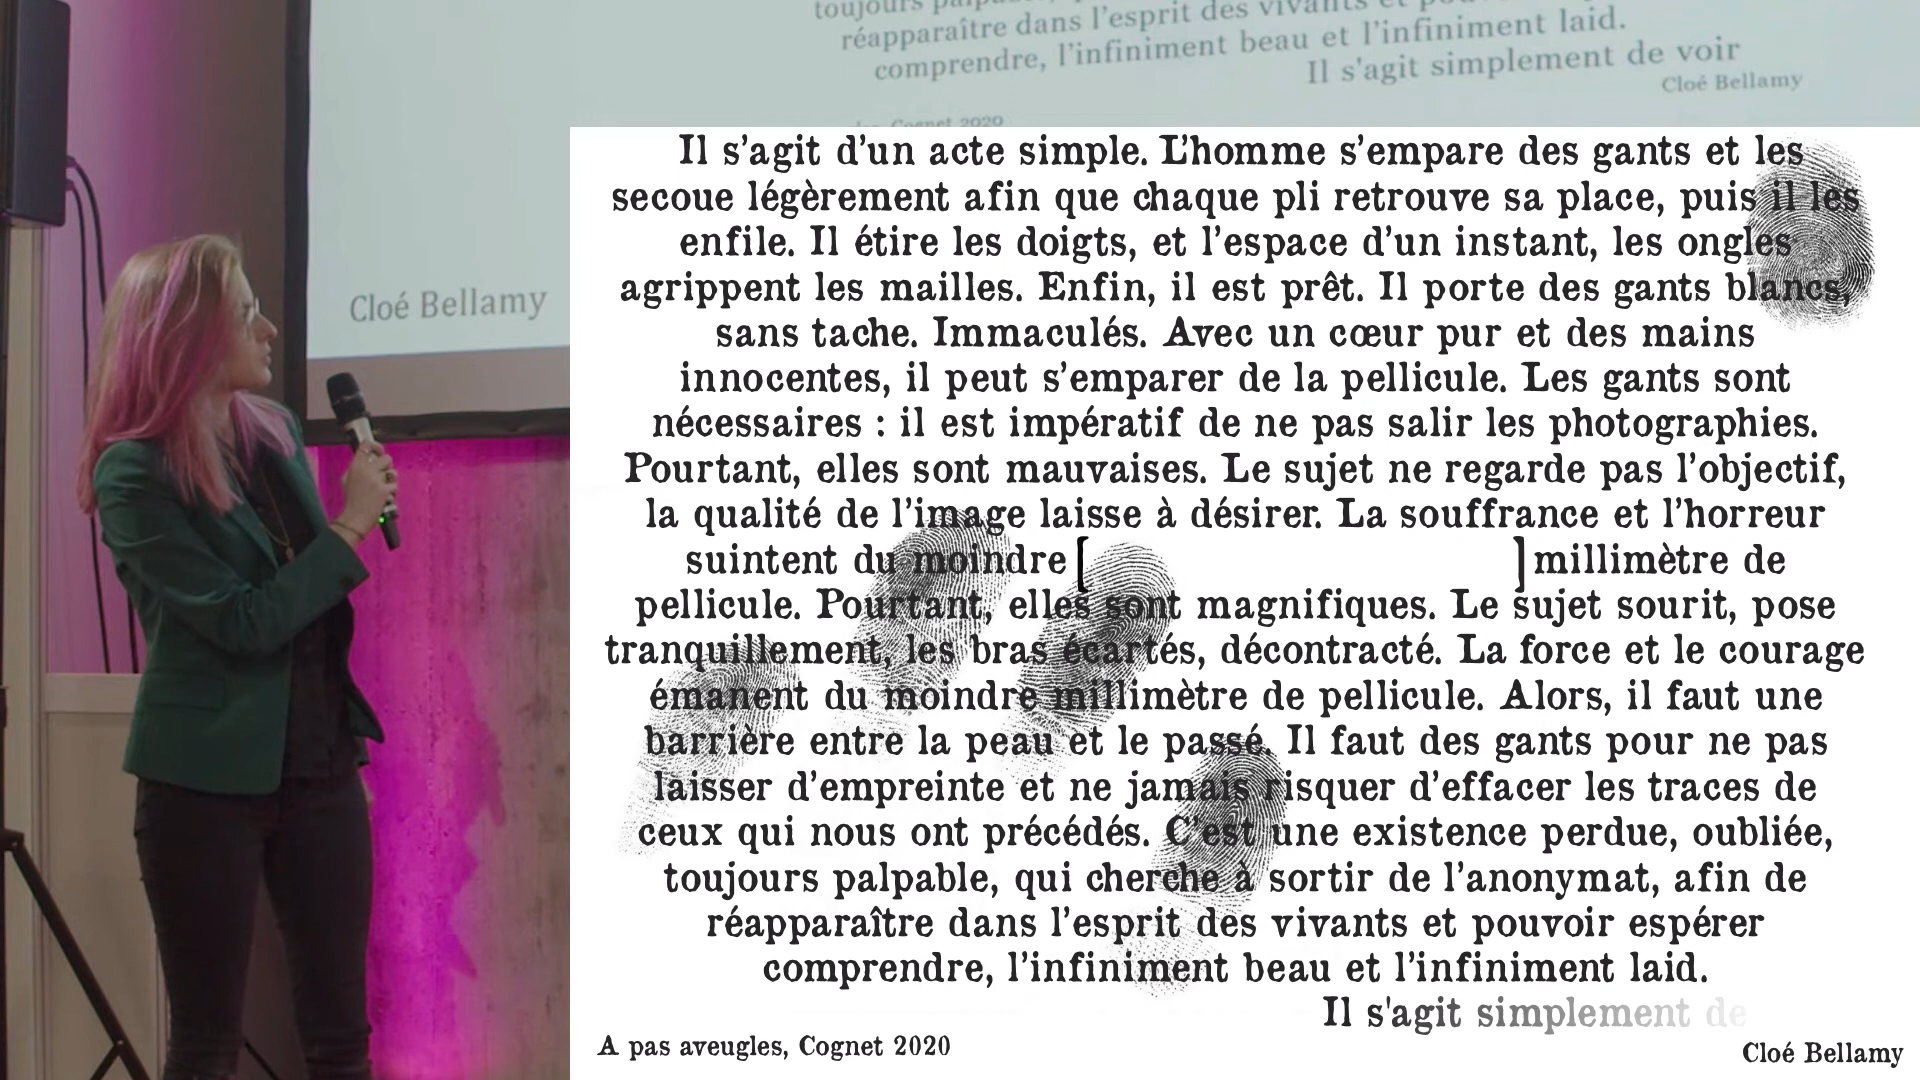 réapparaître dans l'esprit des vivants et
comprendre, l'infiniment beau et l'infiniment laid.
Il s'agit simplement de voir
Cloé Bellamy
Cognet 2020
Cloé Bellamy
Il s'agit d'un acte simple. L'homme s'empare des gants et les
secoue légèrement afin que chaque pli retrouve sa place, puis il les
enfile. Il étire les doigts, et l'espace d'un instant, les ongles
agrippent les mailles. Enfin, il est prêt. Il porte des gants blancs,
sans tache. Immaculés. Avec un cœur pur et des mains
innocentes, il peut s'emparer de la pellicule. Les gants sont
nécessaires : il est impératif de ne pas salir les photographies.
Pourtant, elles sont mauvaises. Le sujet ne regarde pas l'objectif,
la qualité de l'image laisse à désirer. La souffrance et l'horreur
suintent du moindre [ ] millimètre de
pellicule. Pourtant, elles sont magnifiques. Le sujet sourit, pose
tranquillement, les bras écartés, décontracté. La force et le courage
émanent du moindre millimètre de pellicule. Alors, il faut une
barrière entre la peau et le passé. Il faut des gants pour ne pas
laisser d'empreinte et ne jamais risquer d'effacer les traces de
ceux qui nous ont précédés. C'est une existence perdue, oubliée,
toujours palpable, qui cherche à sortir de l'anonymat, afin de
réapparaître dans l'esprit des vivants et pouvoir espérer
comprendre, l'infiniment beau et l'infiniment laid.
Il s'agit simplement de
A pas aveugles, Cognet 2020
Cloé Bellamy